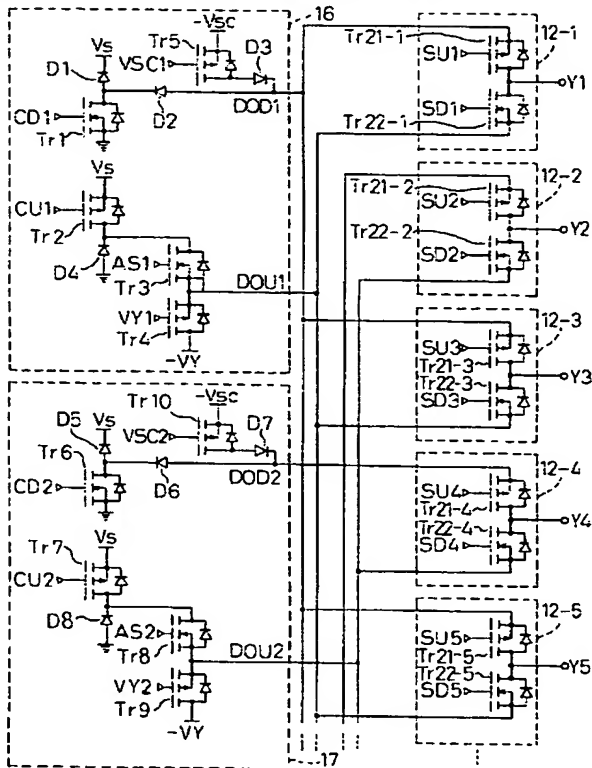 -Vsc
16
Tr5
D3
VSC1
Vs
D1
D2
DOD1
CD1
Tr1
Vs
CU1
Tr2
D4
AS1
Tr3
DOU1
VY1
Tr4
-VY
-Vsc
Tr10
D7
VSC2
Vs
D5
Tr6
D6
DOD2
CD2
Tr7
Vs
CU2
D8
AS2
Tr8
DOU2
VY2
Tr9
-VY
17
Tr21-1
12-1
SU1
Y1
SD1
Tr22-1
Tr21-2
12-2
SU2
Tr22-2
Y2
SD2
12-3
SU3
Tr21-3
Tr22-3
Y3
SD3
12-4
SU4
Tr21-4
Tr22-4
Y4
SD4
12-5
SU5
Tr21-5
Tr22-5
Y5
SD5